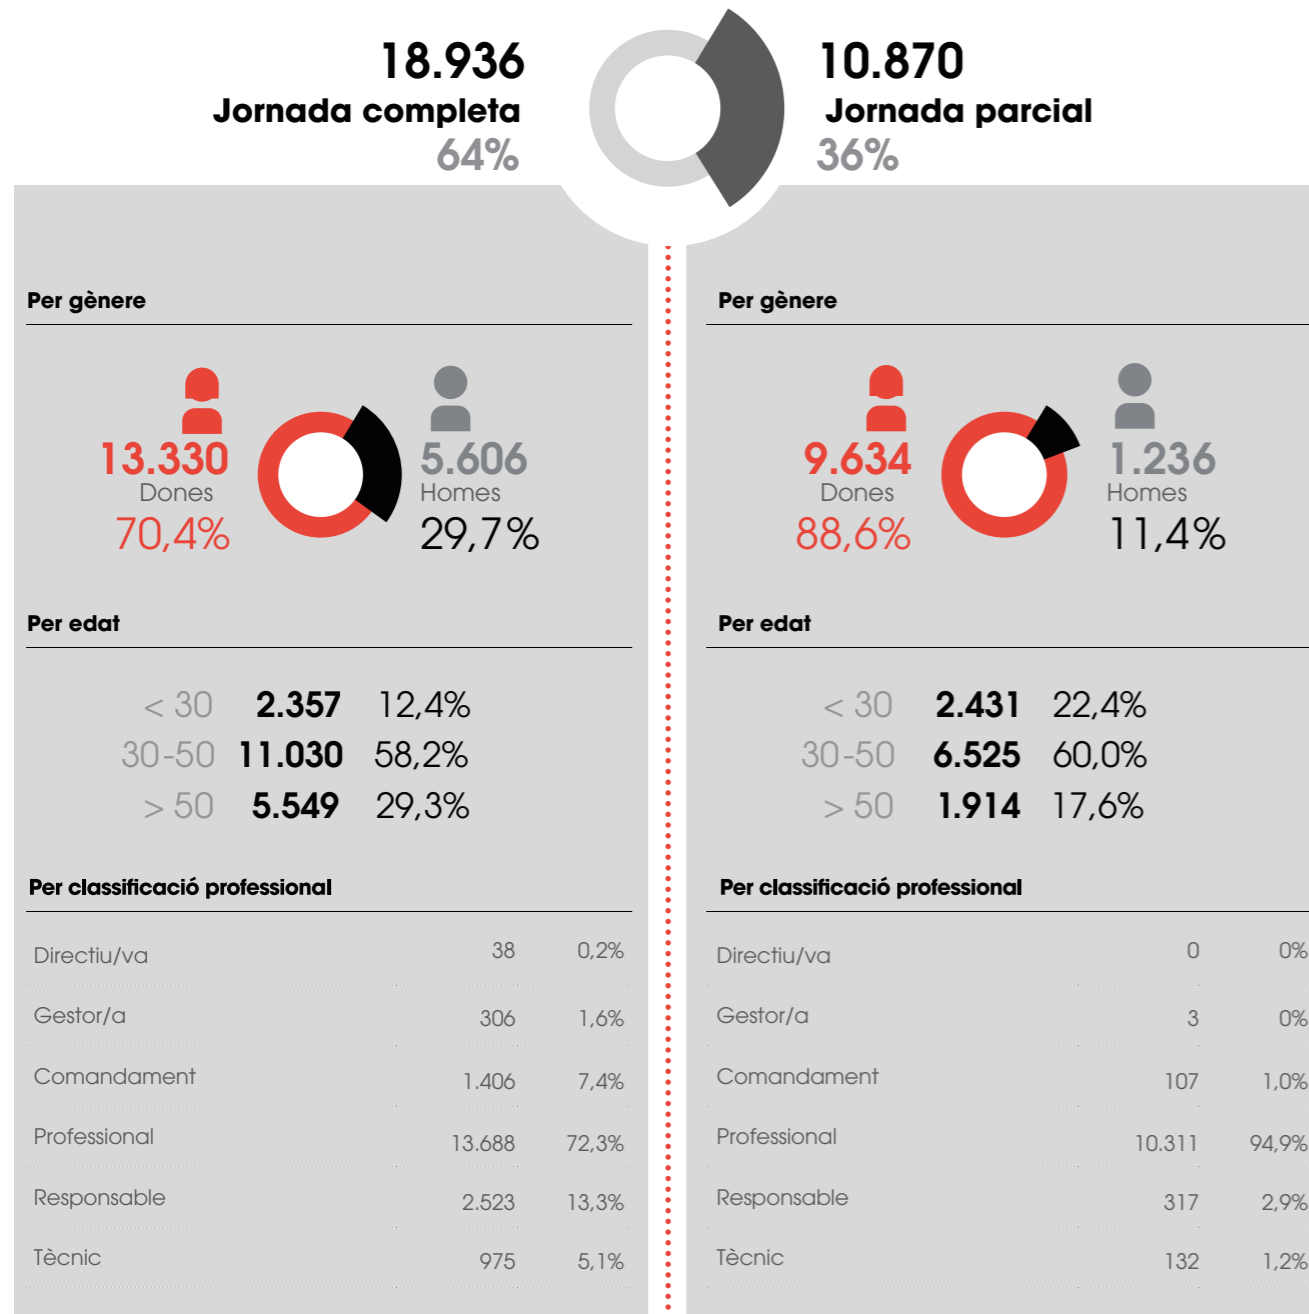 18.936
Jornada completa
64%
10.870
Jornada parcial
36%
Per gènere
13.330
Dones
70,4%
5.606
Homes
29,7%
Per edat
< 30 2.357 12,4%
30-50 11.030 58,2%
> 50 5.549 29,3%
Per classificació professional
Directiu/va 38 0,2%
Gestor/a 306 1,6%
Comandament 1.406 7,4%
Professional 13.688 72,3%
Responsable 2.523 13,3%
Tècnic 975 5,1%
Per gènere
9.634
Dones
88,6%
1.236
Homes
11,4%
Per edat
< 30 2.431 22,4%
30-50 6.525 60,0%
> 50 1.914 17,6%
Per classificació professional
Directiu/va 0 0%
Gestor/a 3 0%
Comandament 107 1,0%
Professional 10.311 94,9%
Responsable 317 2,9%
Tècnic 132 1,2%